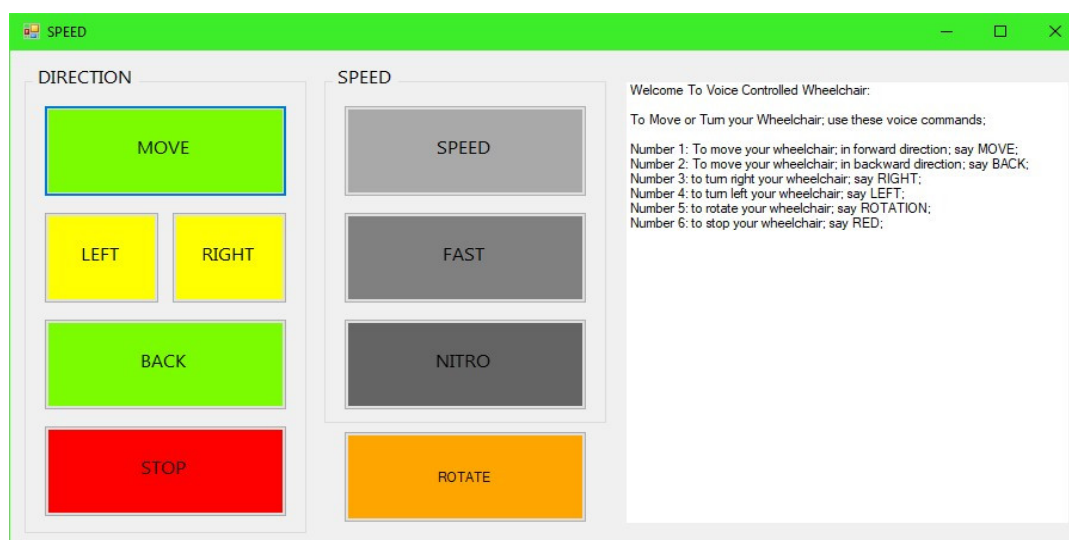 SPEED
DIRECTION
MOVE
LEFT RIGHT
BACK
STOP
SPEED
SPEED
FAST
NITRO
ROTATE
Welcome To Voice Controlled Wheelchair:
To Move or Turn your Wheelchair; use these voice commands;
Number 1: To move your wheelchair; in forward direction; say MOVE;
Number 2: To move your wheelchair; in backward direction; say BACK;
Number 3: to turn right your wheelchair; say RIGHT;
Number 4: to turn left your wheelchair; say LEFT;
Number 5: to rotate your wheelchair; say ROTATION;
Number 6: to stop your wheelchair; say RED;